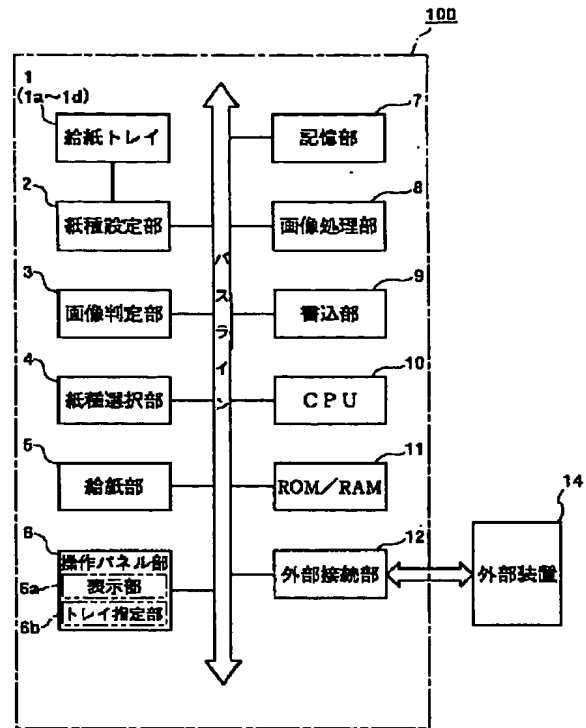 100
1
(1a~1d)
給紙トレイ
2
紙種設定部
3
画像判定部
4
紙種選択部
5
給紙部
6
操作パネル部
6a
表示部
6b
トレイ指定部
バスライン
7
記憶部
8
画像処理部
9
書込部
10
CPU
11
ROM/RAM
12
外部接続部
14
外部装置